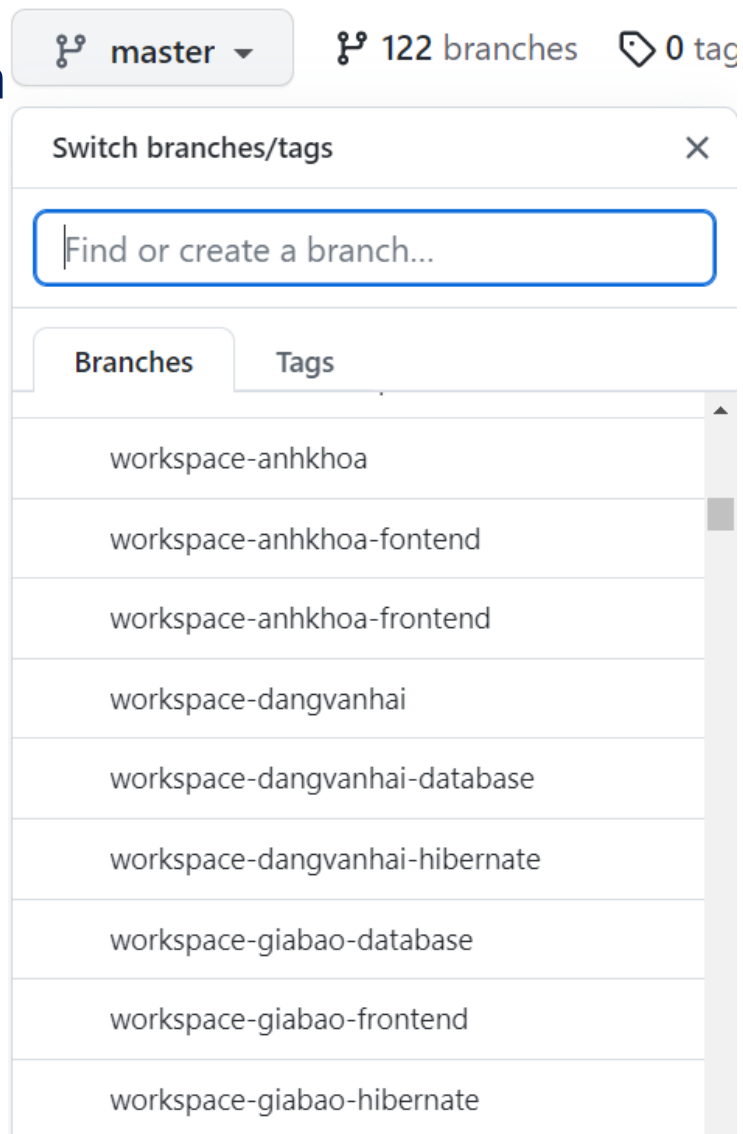 master 122 branches 0 tag
Switch branches/tags
Find or create a branch...
Branches Tags
workspace-anhkhoa
workspace-anhkhoa-fontend
workspace-anhkhoa-frontend
workspace-dangvanhai
workspace-dangvanhai-database
workspace-dangvanhai-hibernate
workspace-giabao-database
workspace-giabao-frontend
workspace-giabao-hibernate